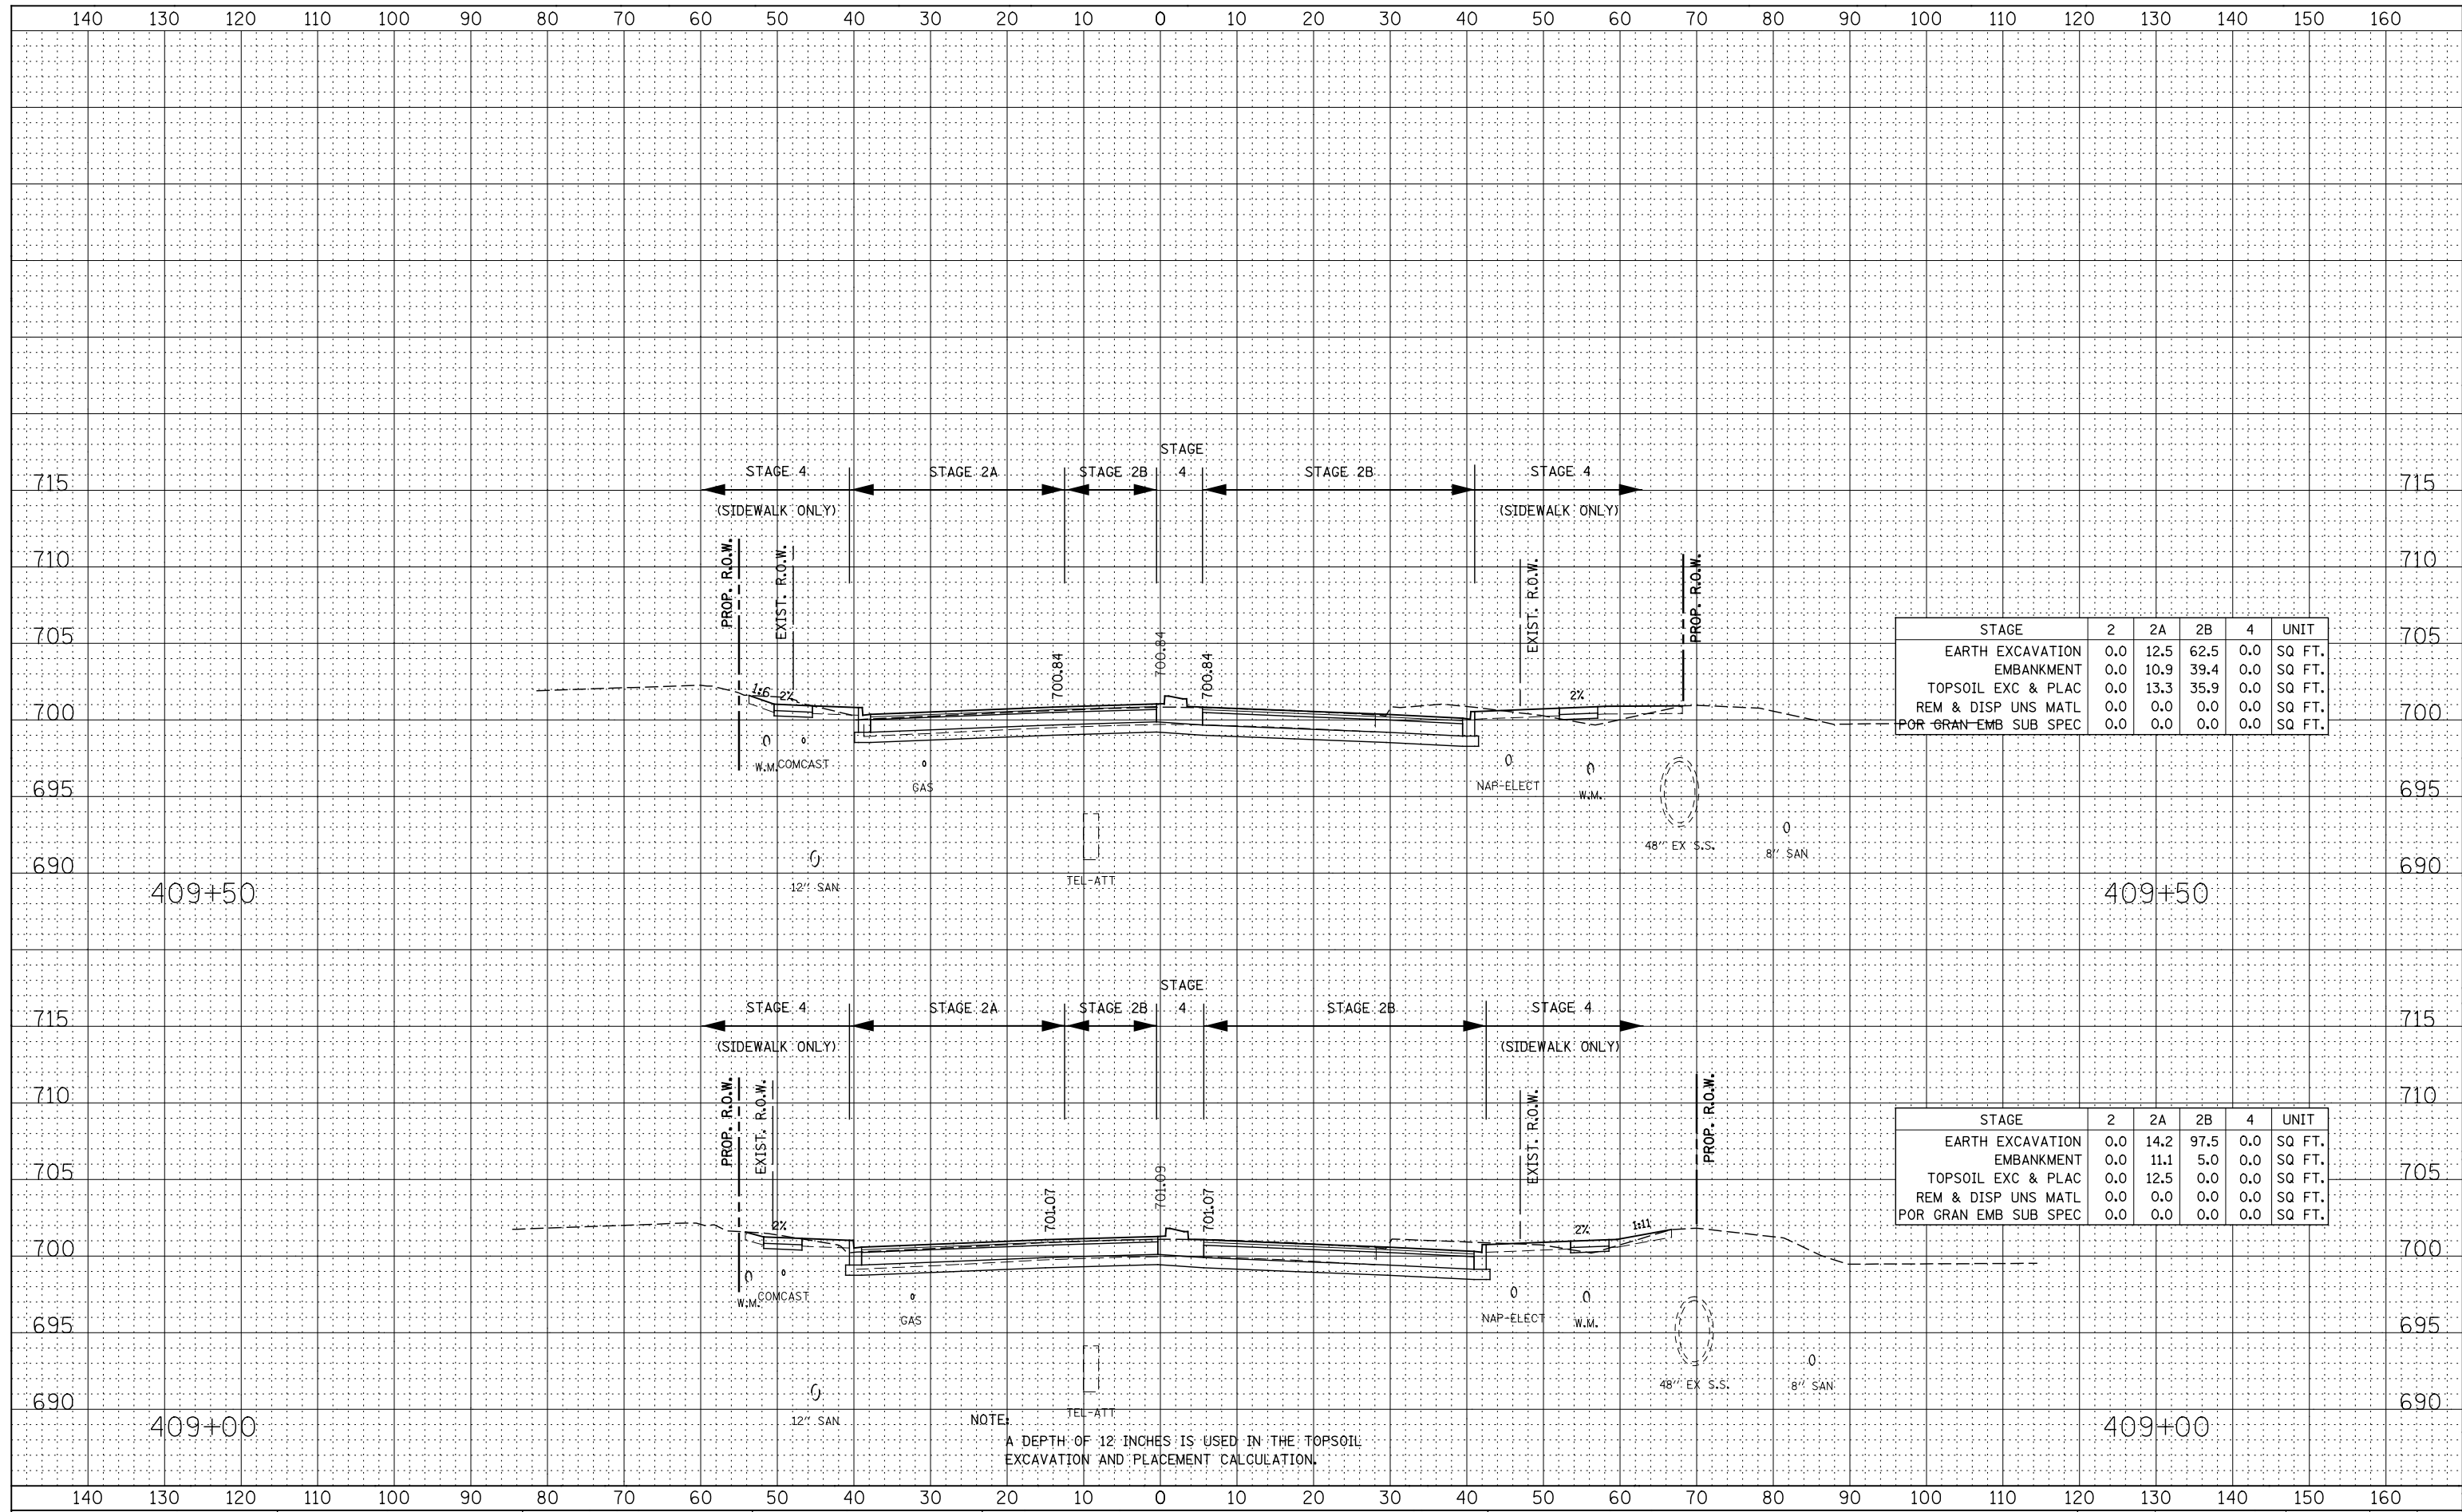 140 130 120 110 100 90 80 70 60 50 40 30 20 10 0 10 20 30 40 50 60 70 80 90 100 110 120 130 140 150 160
STAGE
STAGE 4 STAGE 2A STAGE 2B 4 STAGE 2B STAGE 4
715 715
(SIDEWALK ONLY) (SIDEWALK ONLY)
710 710
PROP. R.O.W. EXIST. R.O.W. EXIST. R.O.W. PROP. R.O.W.
705 705
700.84 700.84 700.84
STAGE 2 2A 2B 4 UNIT
EARTH EXCAVATION 0.0 12.5 62.5 0.0 SQ FT.
EMBANKMENT 0.0 10.9 39.4 0.0 SQ FT.
TOPSOIL EXC & PLAC 0.0 13.3 35.9 0.0 SQ FT.
REM & DISP UNS MATL 0.0 0.0 0.0 0.0 SQ FT.
POR GRAN EMB SUB SPEC 0.0 0.0 0.0 0.0 SQ FT.
1:6 2% 2%
700 700
W.M. COMCAST GAS NAP-ELECT W.M.
695 695
48" EX S.S. 8" SAN
690 690
12" SAN TEL-ATT
409+50 409+50
STAGE
STAGE 4 STAGE 2A STAGE 2B 4 STAGE 2B STAGE 4
715 715
(SIDEWALK ONLY) (SIDEWALK ONLY)
710 710
PROP. R.O.W. EXIST. R.O.W. EXIST. R.O.W. PROP. R.O.W.
705 705
701.07 701.09 701.07
STAGE 2 2A 2B 4 UNIT
EARTH EXCAVATION 0.0 14.2 97.5 0.0 SQ FT.
EMBANKMENT 0.0 11.1 5.0 0.0 SQ FT.
TOPSOIL EXC & PLAC 0.0 12.5 0.0 0.0 SQ FT.
REM & DISP UNS MATL 0.0 0.0 0.0 0.0 SQ FT.
POR GRAN EMB SUB SPEC 0.0 0.0 0.0 0.0 SQ FT.
2% 2% 1:11
700 700
W.M. COMCAST GAS NAP-ELECT W.M.
695 695
48" EX S.S. 8" SAN
690 690
12" SAN TEL-ATT
409+00 409+00
NOTE:
A DEPTH OF 12 INCHES IS USED IN THE TOPSOIL
EXCAVATION AND PLACEMENT CALCULATION.
140 130 120 110 100 90 80 70 60 50 40 30 20 10 0 10 20 30 40 50 60 70 80 90 100 110 120 130 140 150 160